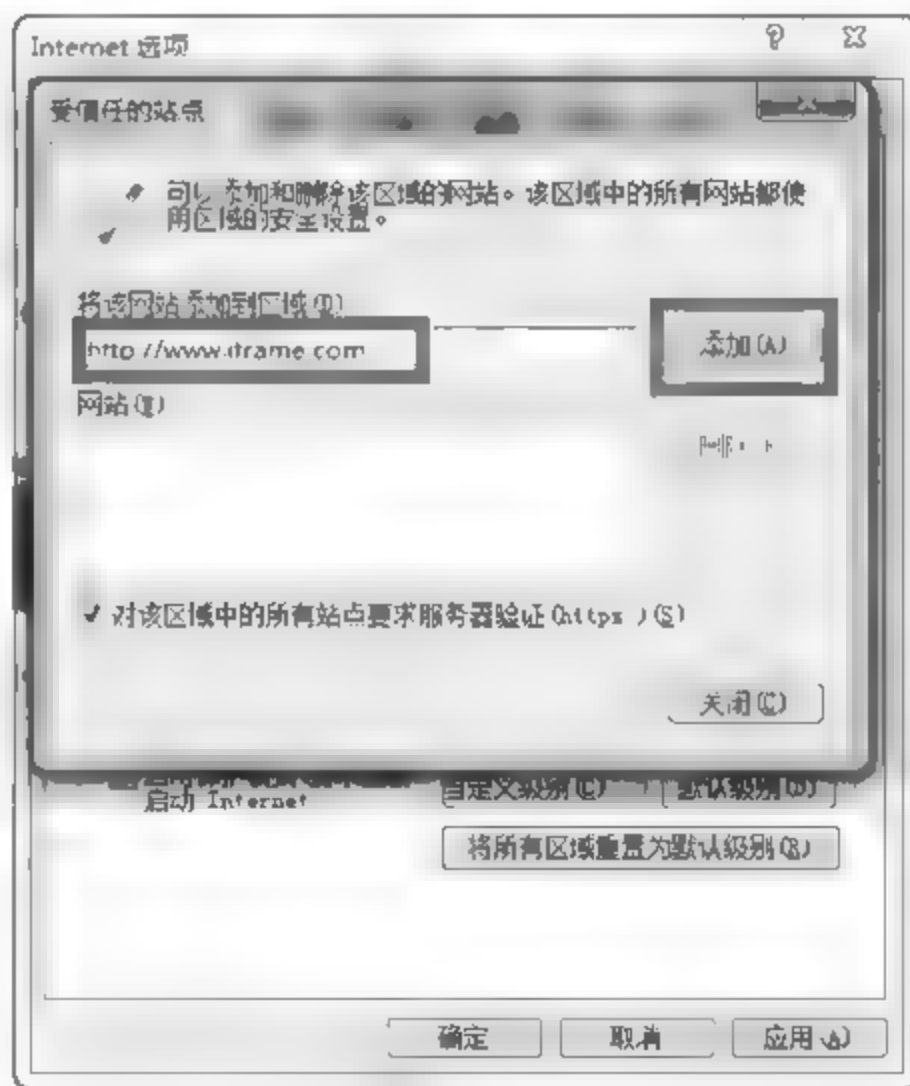 Internet 选项
受信任的站点
可以添加和删除该区域的网站。该区域中的所有网站都使
用区域的安全设置。
将该网站添加到区域(D)
http://www.iframe.com
添加(A)
网站(W)
对该区域中的所有站点要求服务器验证(https:)(S)
关闭(C)
启动 Internet
自定义级别(C)
默认级别(D)
将所有区域重置为默认级别(R)
确定
取消
应用(A)